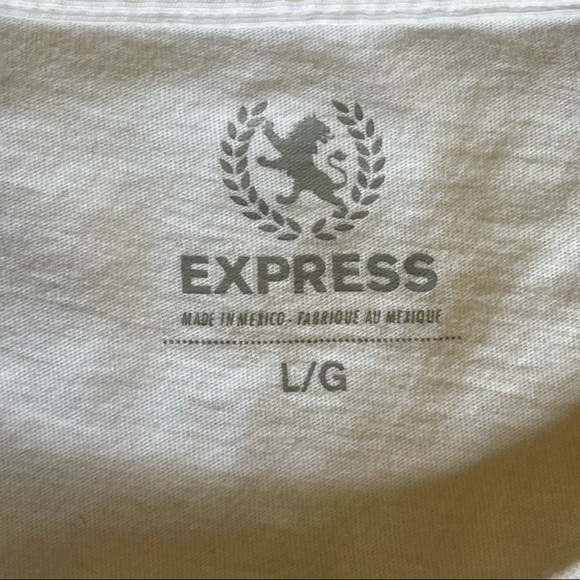 EXPRESS
MADE IN MEXICO - FABRIQUE AU MEXIQUE
L/G